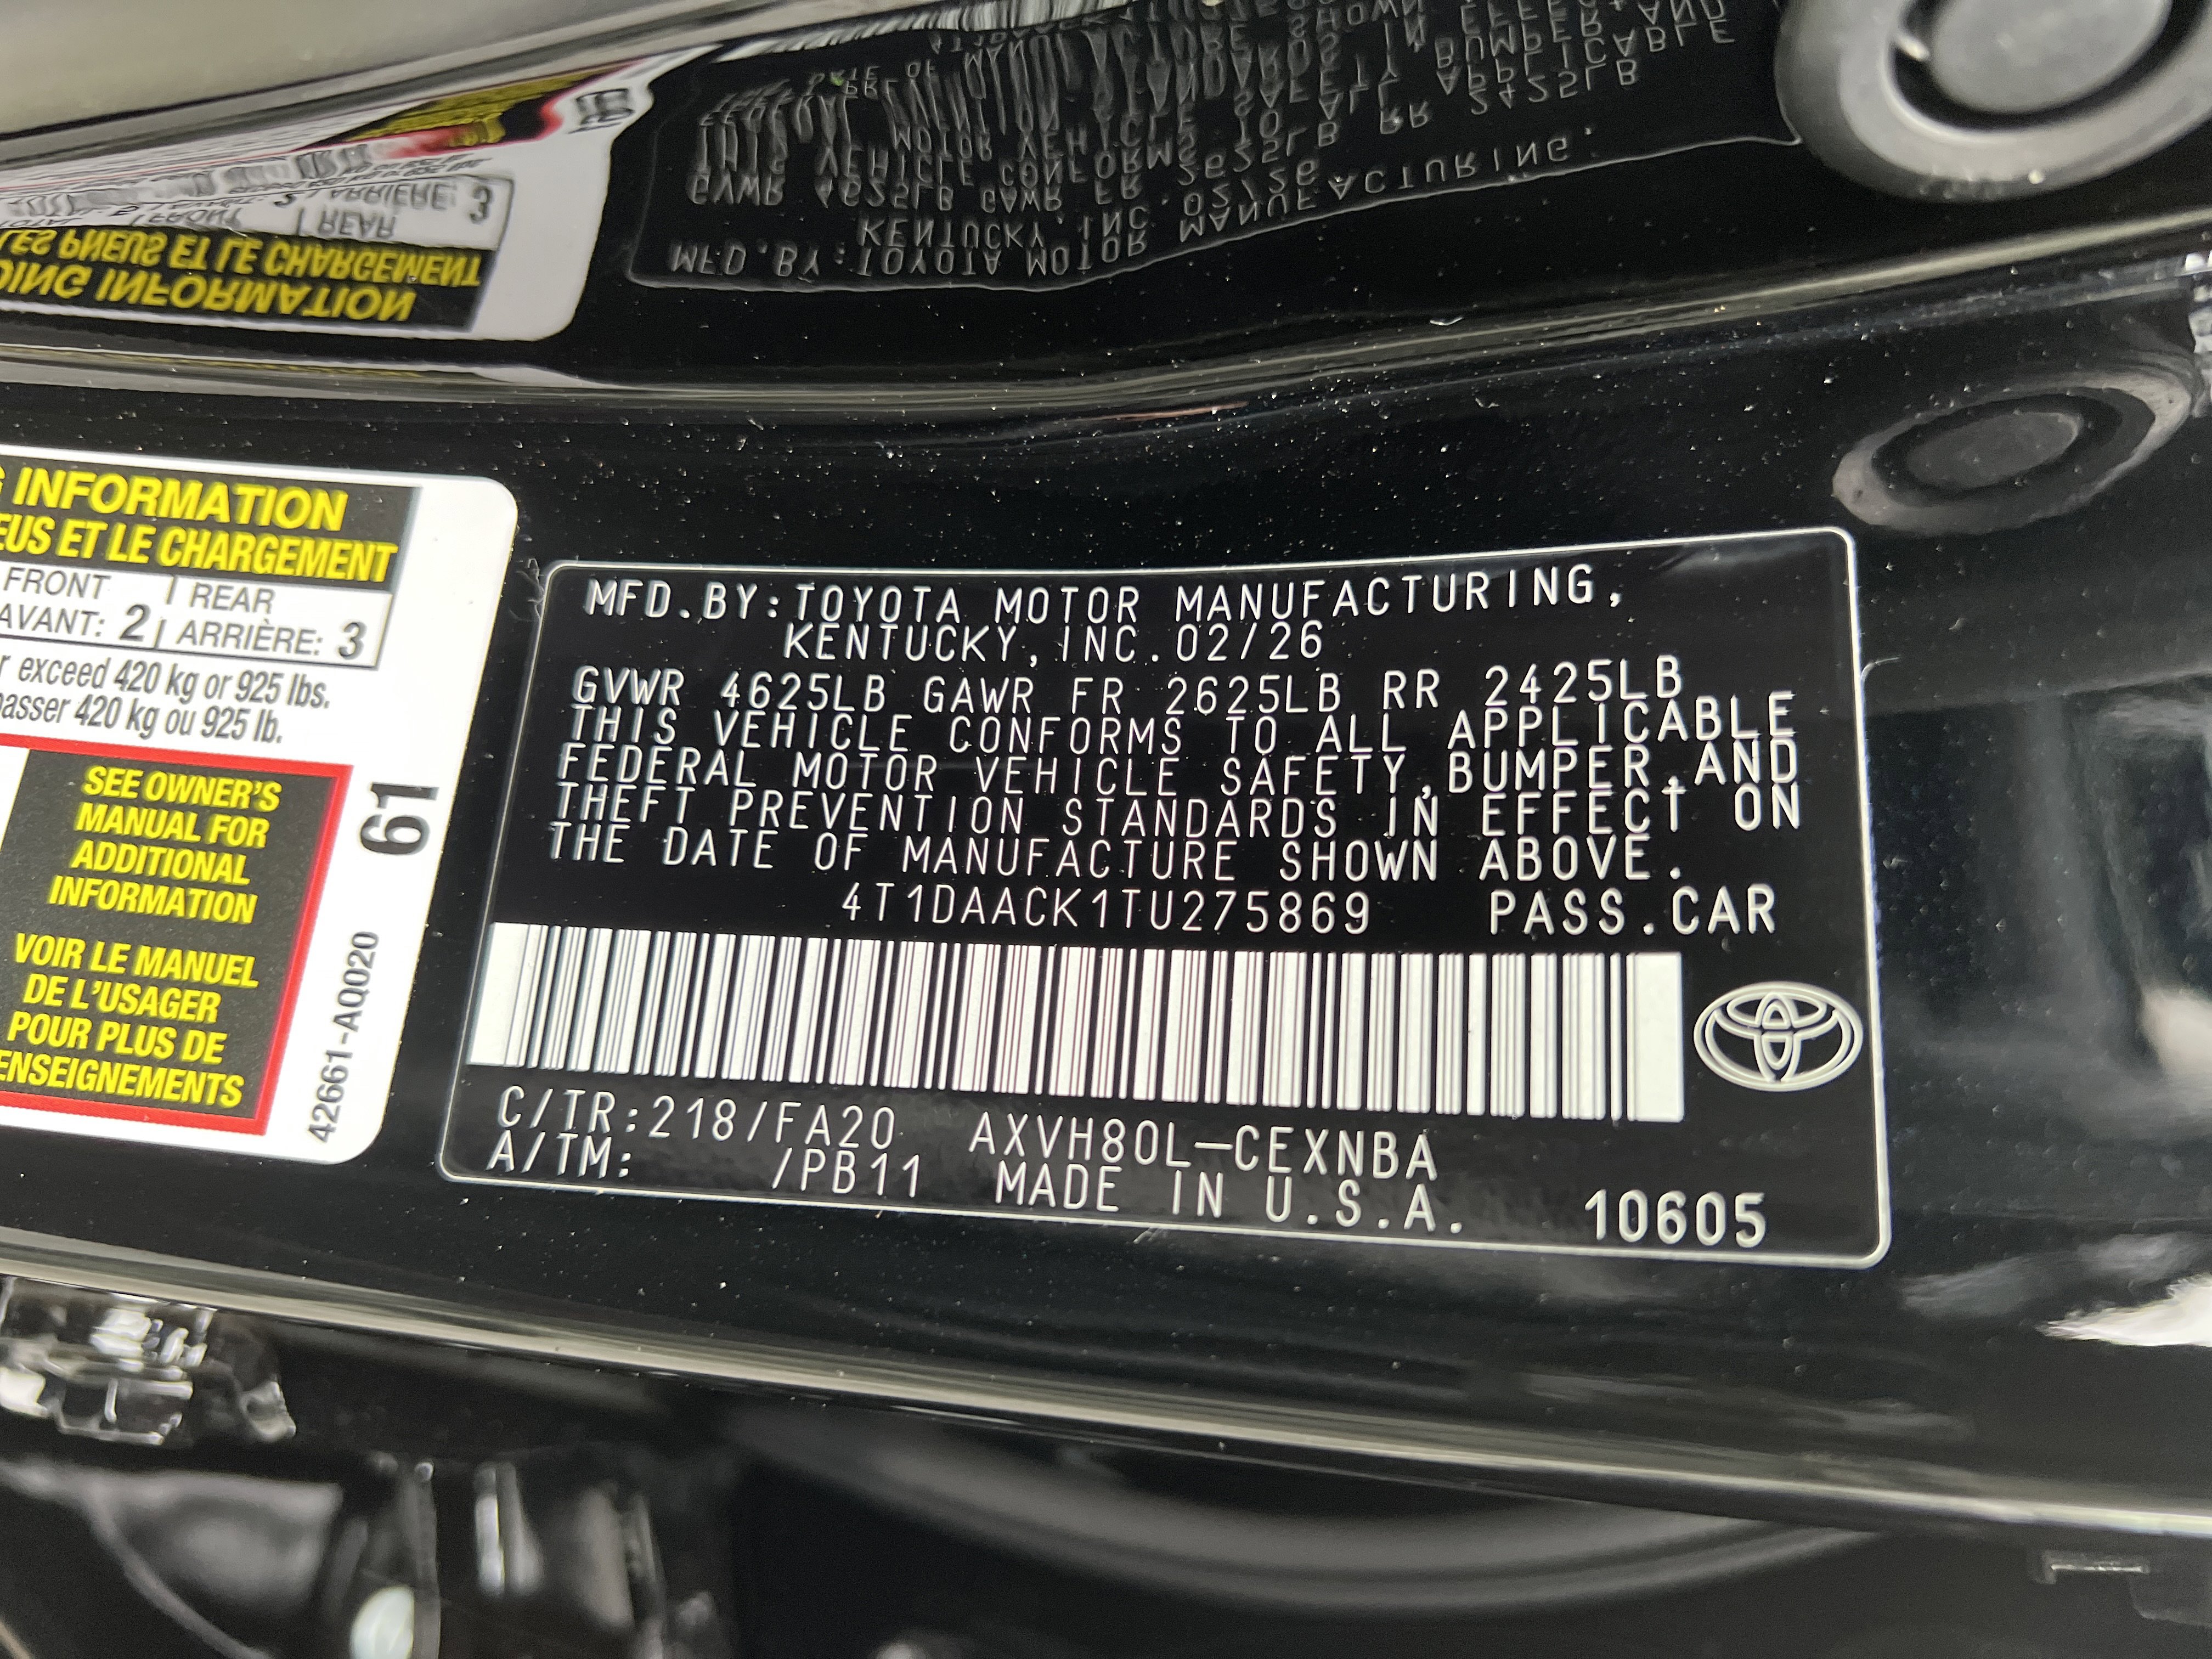 INFORMATION
EUS ET LE CHARGEMENT
FRONT | REAR
AVANT: 2 | ARRIÈRE: 3
exceed 420 kg or 925 lbs.
passer 420 kg ou 925 lb.
SEE OWNER'S
MANUAL FOR
ADDITIONAL
INFORMATION
VOIR LE MANUEL
DE L'USAGER
POUR PLUS DE
ENSEIGNEMENTS
61
42661-AQ020
MFD.BY:TOYOTA MOTOR MANUFACTURING,
KENTUCKY,INC.02/26
GVWR 4625LB GAWR FR 2625LB RR 2425LB
THIS VEHICLE CONFORMS TO ALL APPLICABLE
FEDERAL MOTOR VEHICLE SAFETY,BUMPER,AND
THEFT PREVENTION STANDARDS IN EFFECT ON
THE DATE OF MANUFACTURE SHOWN ABOVE.
4T1DAACK1TU275869 PASS.CAR
C/TR:218/FA20 AXVH80L-CEXNBA
A/TM: /PB11 MADE IN U.S.A. 10605